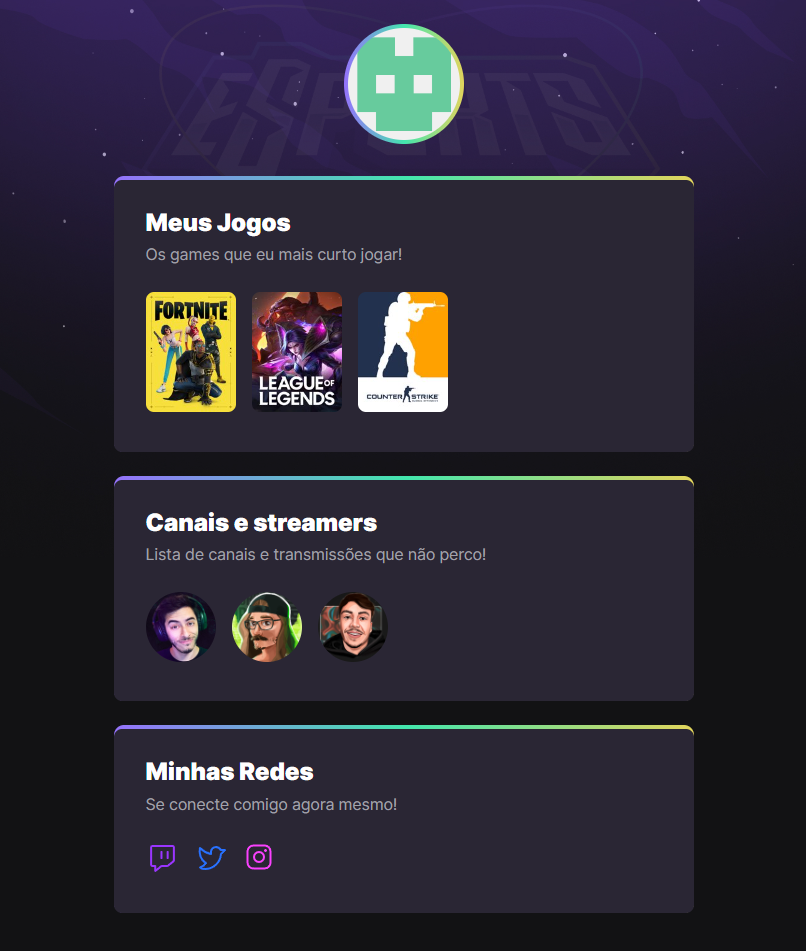 ESPORTS
Meus Jogos
Os games que eu mais curto jogar!
FORTNITE
LEAGUE OF
LEGENDS
COUNTER STRIKE
Canais e streamers
Lista de canais e transmissões que não perco!
Minhas Redes
Se conecte comigo agora mesmo!